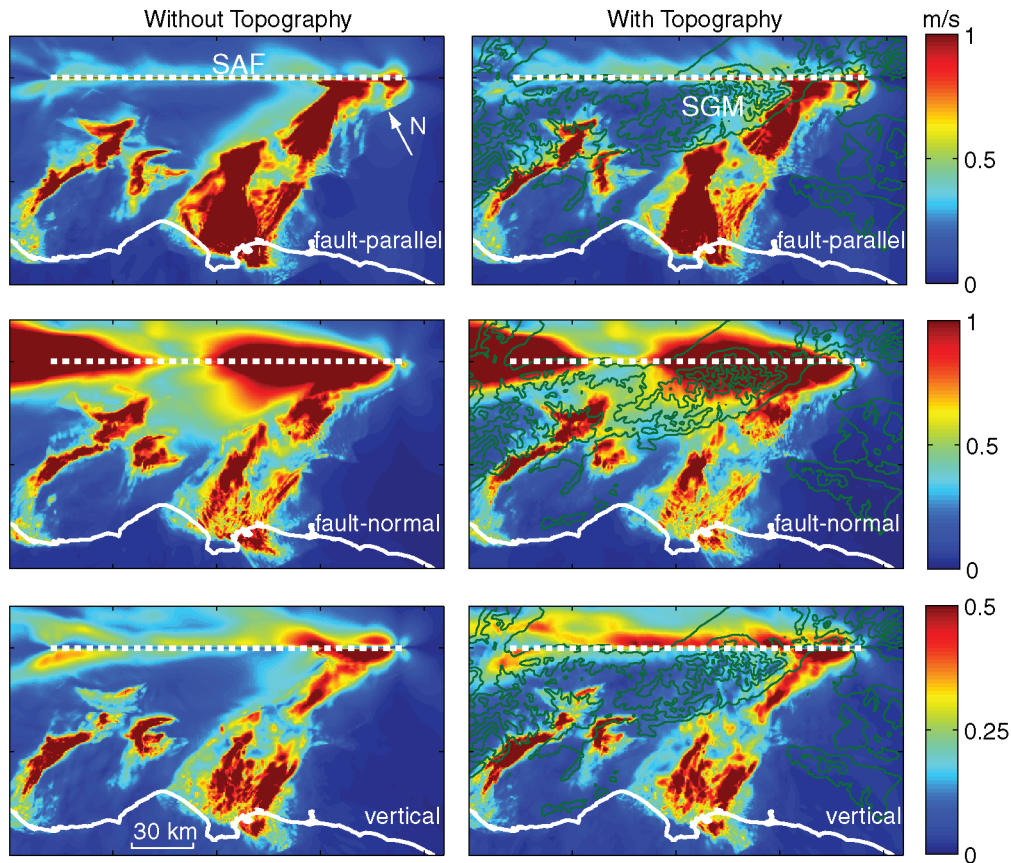 Without Topography
With Topography
m/s
SAF
N
fault-parallel
SGM
fault-parallel
1
0.5
0
fault-normal
fault-normal
1
0.5
0
30 km
vertical
vertical
0.5
0.25
0